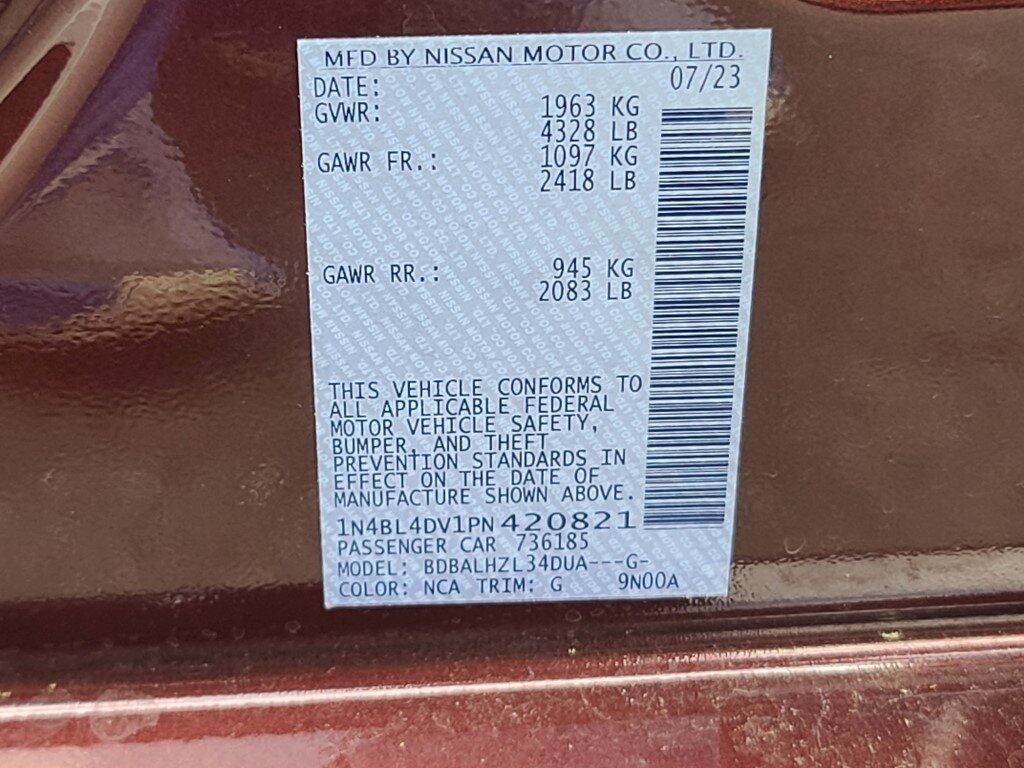 MFD BY NISSAN MOTOR CO., LTD.
DATE: 07/23
GVWR: 1963 KG
4328 LB
GAWR FR.: 1097 KG
2418 LB
GAWR RR.: 945 KG
2083 LB
THIS VEHICLE CONFORMS TO
ALL APPLICABLE FEDERAL
MOTOR VEHICLE SAFETY,
BUMPER, AND THEFT
PREVENTION STANDARDS IN
EFFECT ON THE DATE OF
MANUFACTURE SHOWN ABOVE.
1N4BL4DV1PN420821
PASSENGER CAR 736185
MODEL: BDBALHZL34DUA---G-
COLOR: NCA TRIM: G 9N00A